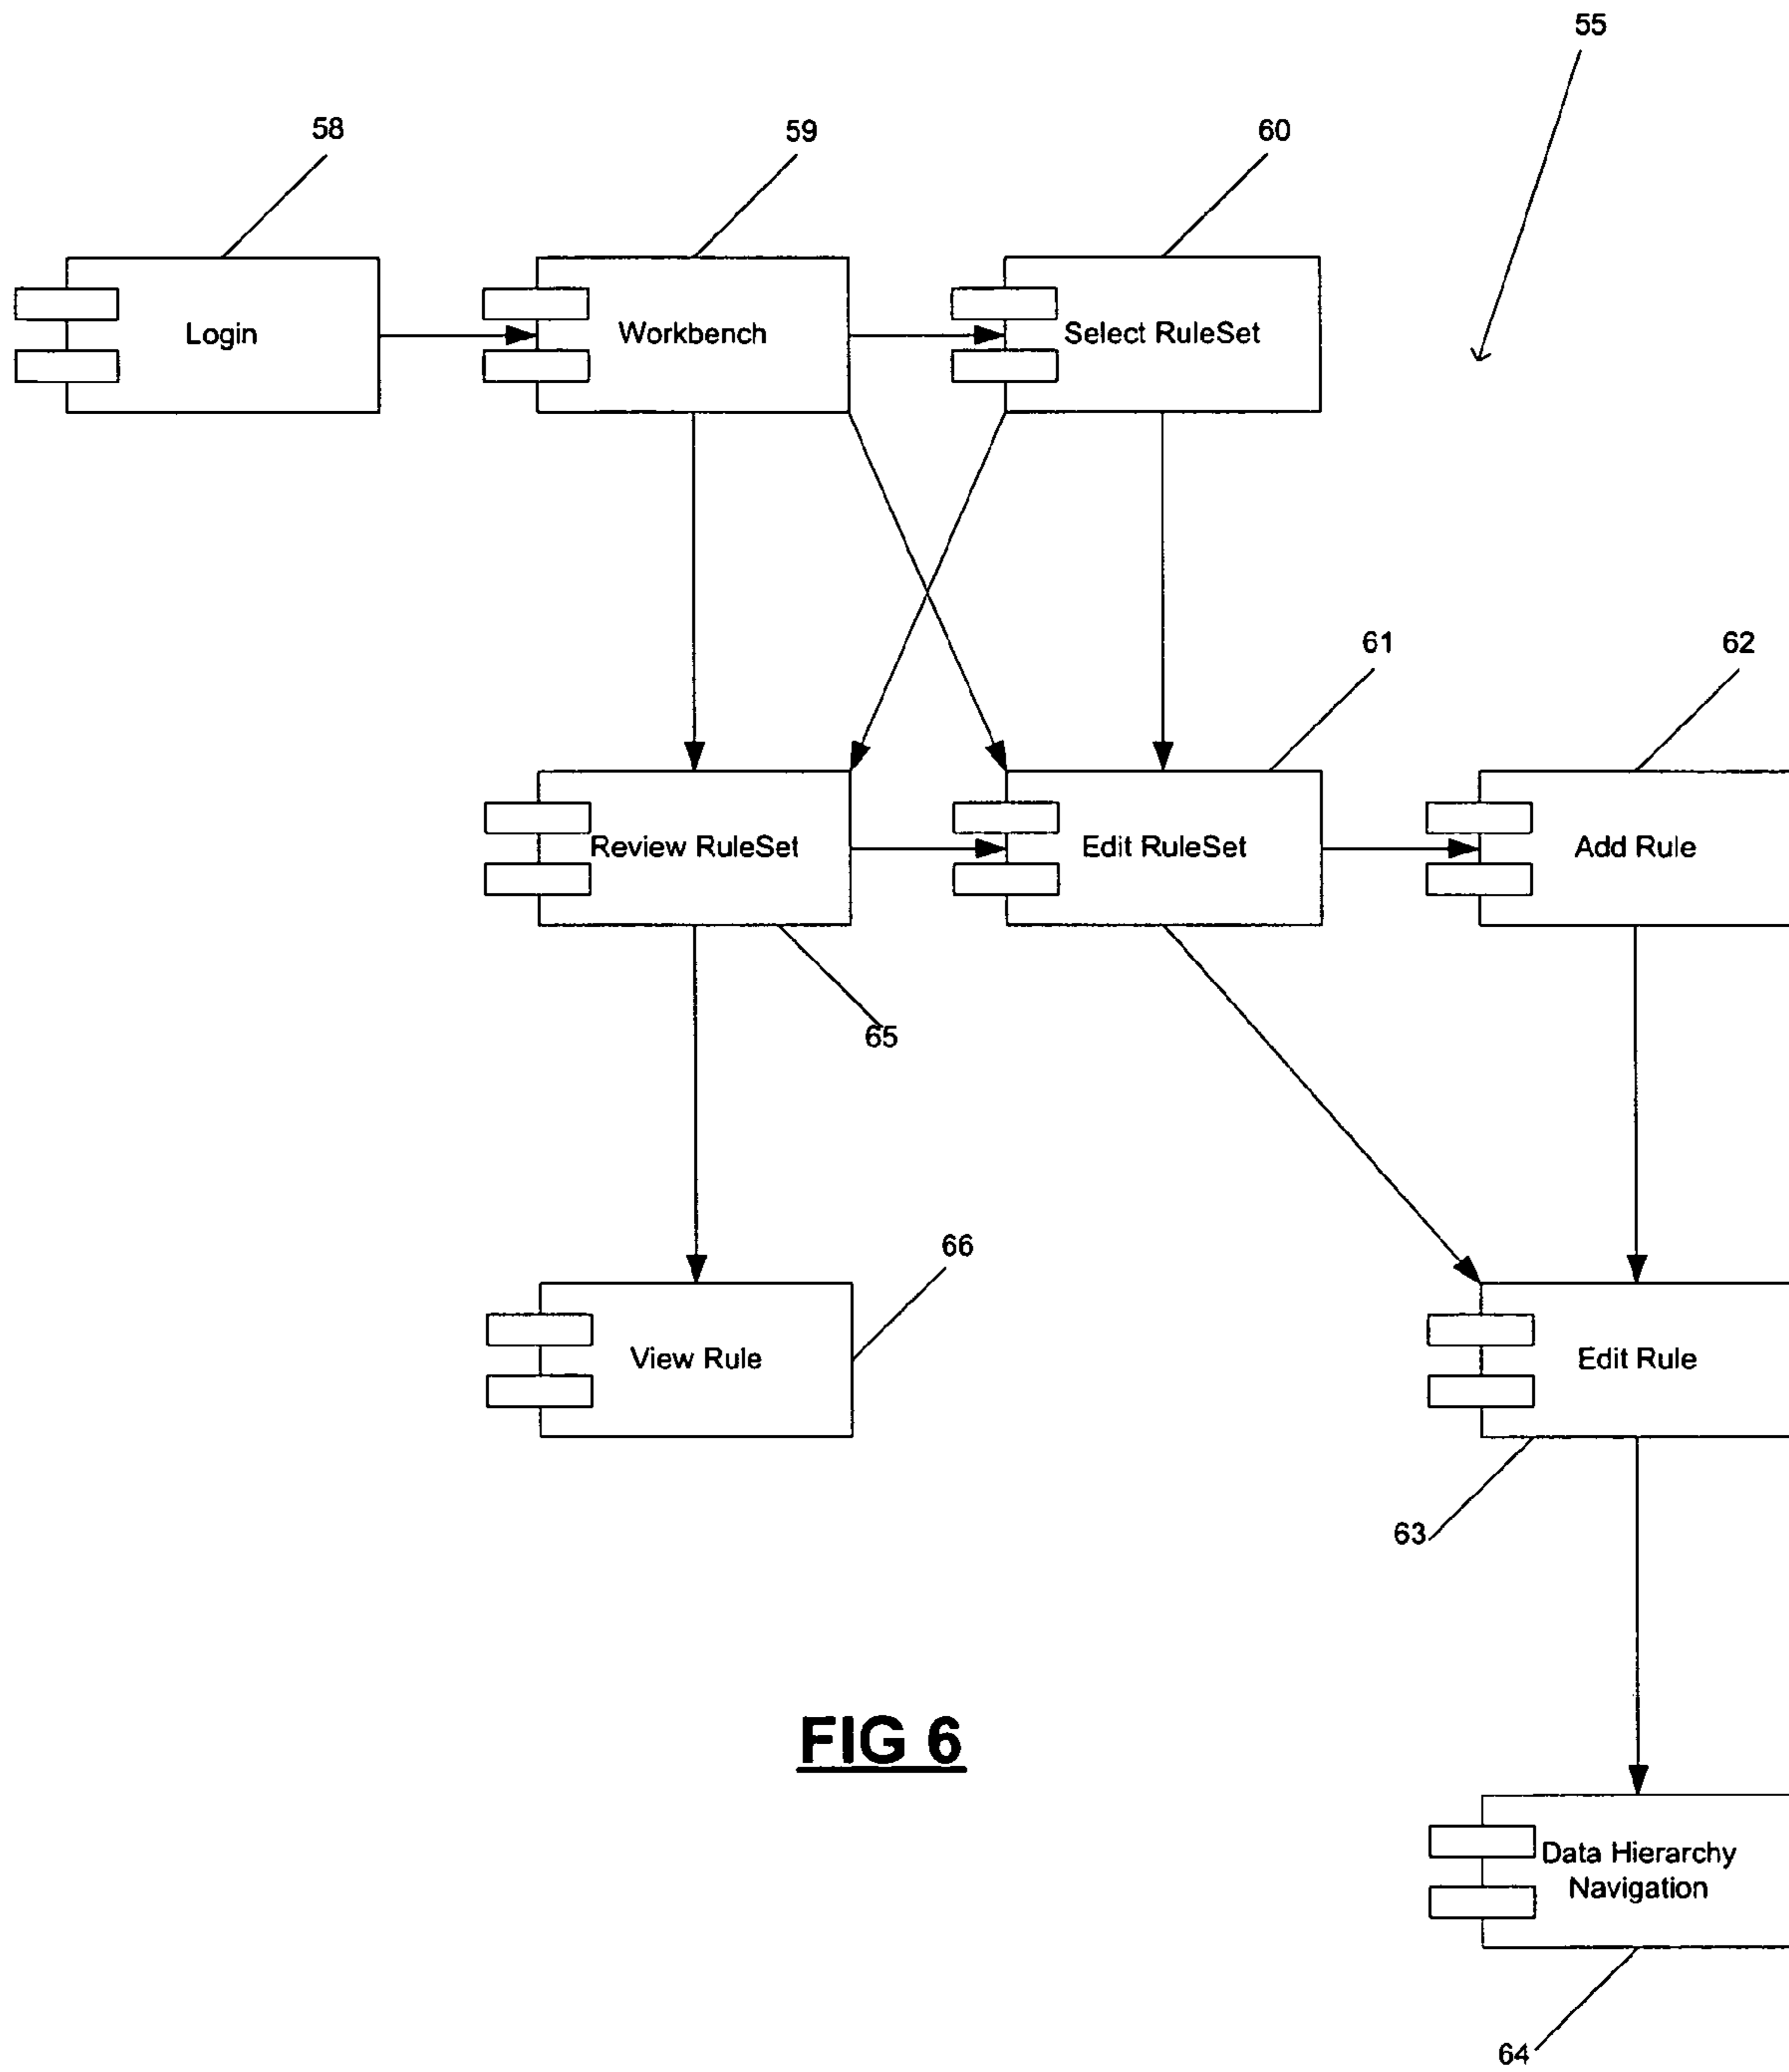 55
58
59
60
Login
Workbench
Select RuleSet
61
62
Review RuleSet
Edit RuleSet
Add Rule
65
66
View Rule
Edit Rule
63
FIG 6
Data Hierarchy
Navigation
64